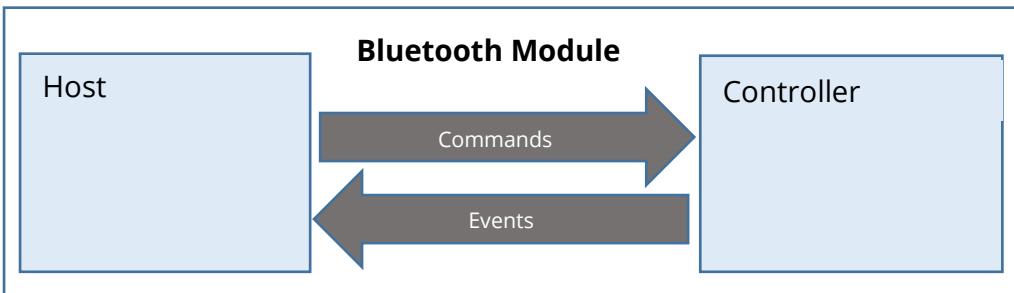 Bluetooth Module
Host
Controller
Commands
Events